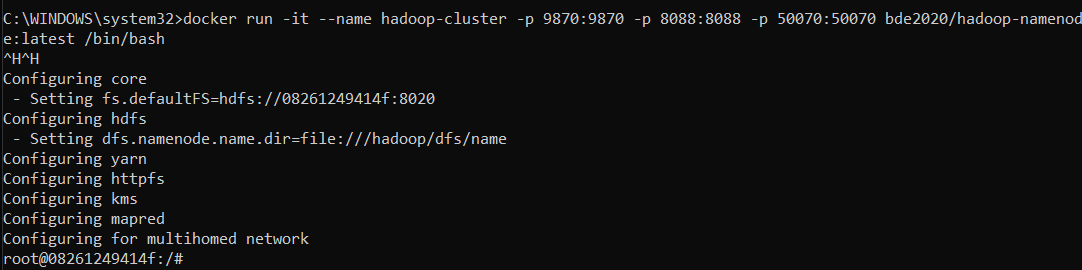 C:\WINDOWS\system32>docker run -it --name hadoop-cluster -p 9870:9870 -p 8088:8088 -p 50070:50070 bde2020/hadoop-namenod
e:latest /bin/bash
^H^H
Configuring core
 - Setting fs.defaultFS=hdfs://08261249414f:8020
Configuring hdfs
 - Setting dfs.namenode.name.dir=file:///hadoop/dfs/name
Configuring yarn
Configuring httpfs
Configuring kms
Configuring mapred
Configuring for multihomed network
root@08261249414f:/#